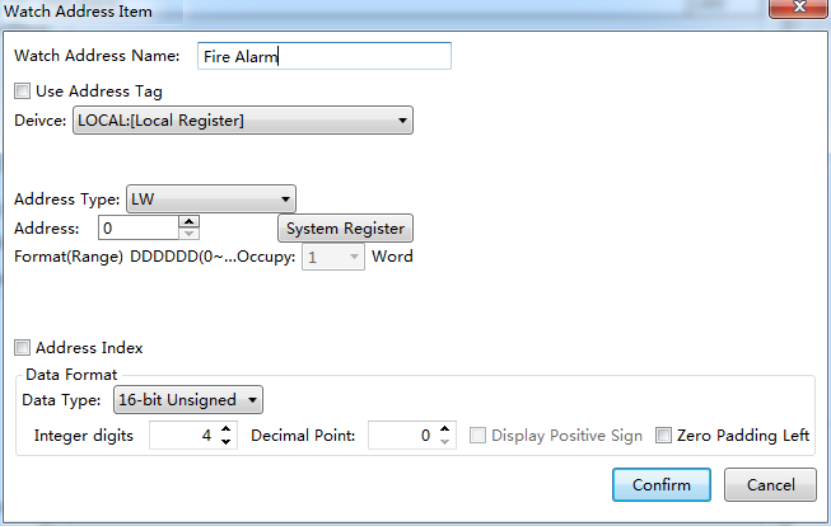 Watch Address Item
X
Watch Address Name: Fire Alarm
Use Address Tag
Deivce: LOCAL:[Local Register]
Address Type: LW
Address: 0 System Register
Format(Range) DDDDDD(0~...Occupy: 1 Word
Address Index
Data Format
Data Type: 16-bit Unsigned
Integer digits 4 Decimal Point: 0 Display Positive Sign Zero Padding Left
Confirm Cancel